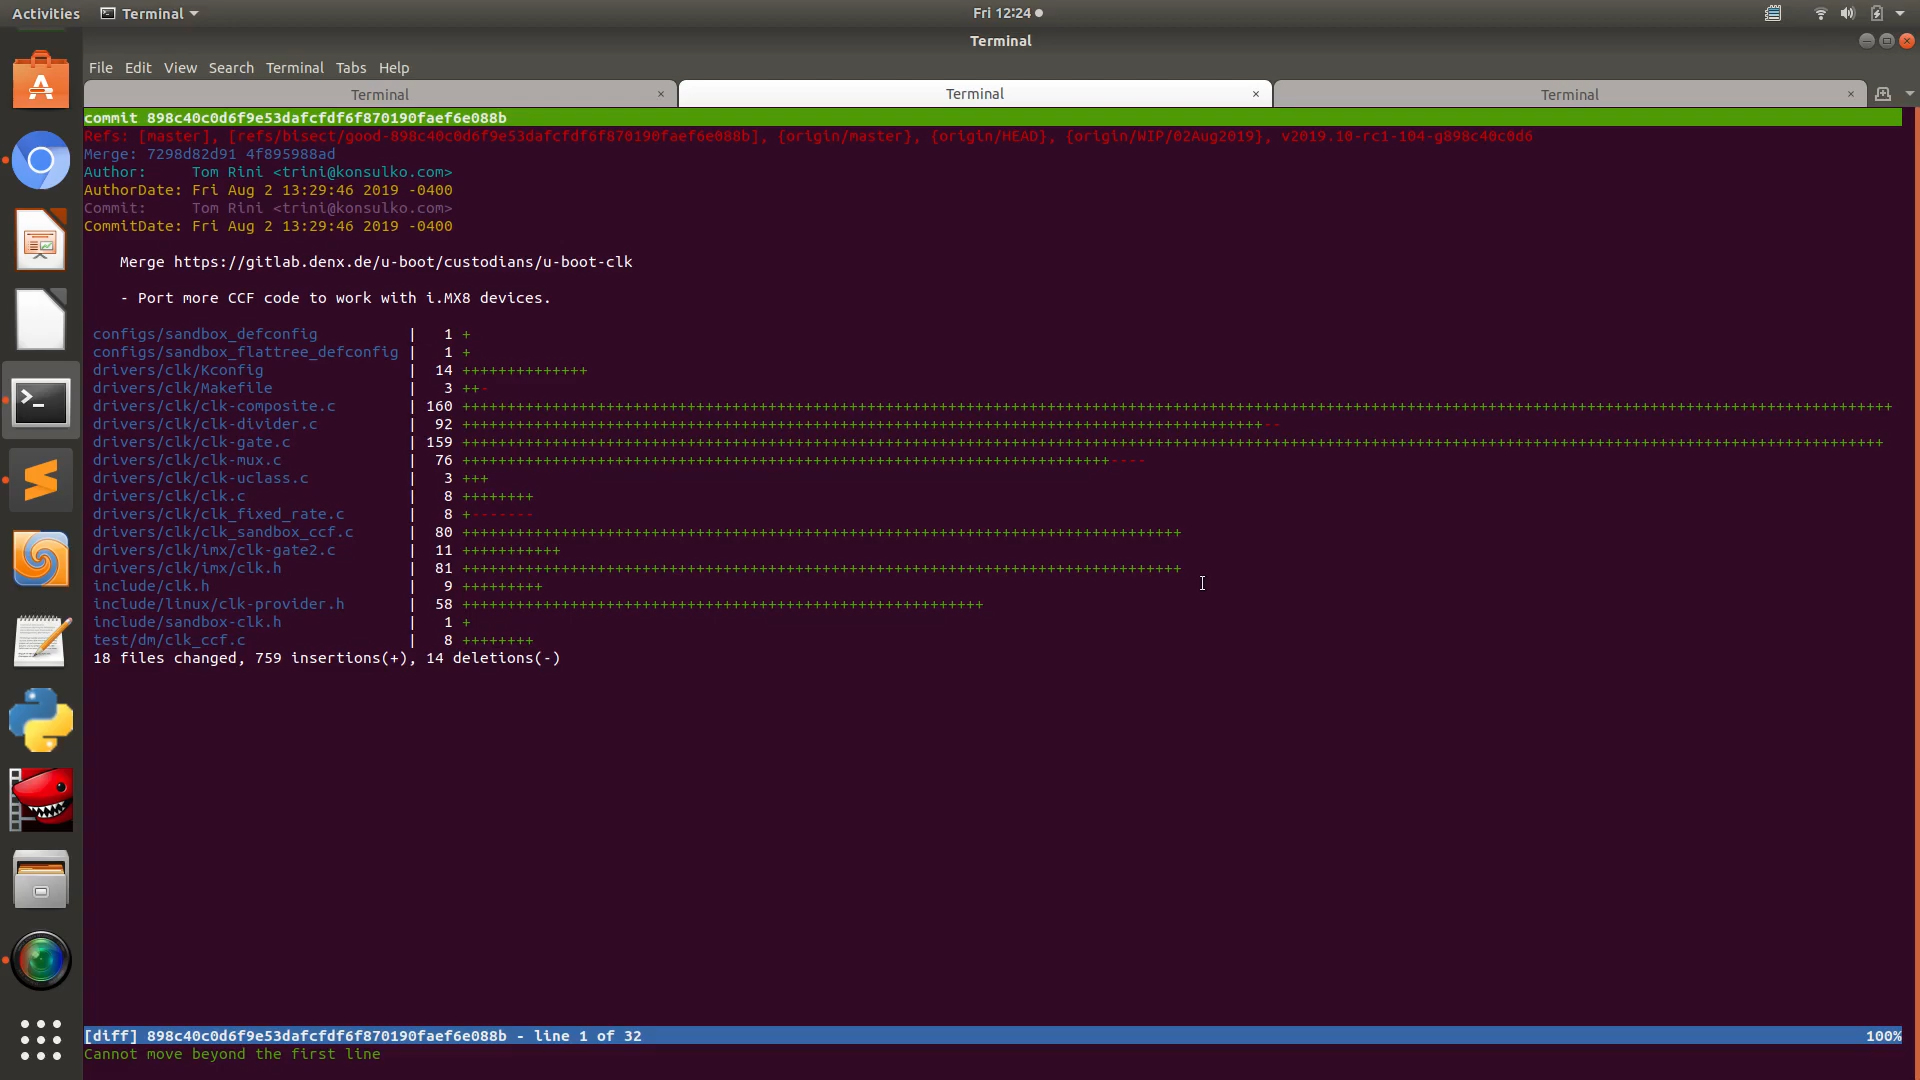 Activities Terminal Fri 12:24
Terminal
File Edit View Search Terminal Tabs Help
Terminal × Terminal × Terminal ×
commit 898c40c0d6f9e53dafcfdf6f870190faef6e088b
Refs: [master], [refs/bisect/good-898c40c0d6f9e53dafcfdf6f870190faef6e088b], {origin/master}, {origin/HEAD}, {origin/WIP/02Aug2019}, v2019.10-rc1-104-g898c40c0d6
Merge: 7298d82d91 4f895988ad
Author: Tom Rini <trini@konsulko.com>
AuthorDate: Fri Aug 2 13:29:46 2019 -0400
Commit: Tom Rini <trini@konsulko.com>
CommitDate: Fri Aug 2 13:29:46 2019 -0400
Merge https://gitlab.denx.de/u-boot/custodians/u-boot-clk
- Port more CCF code to work with i.MX8 devices.
configs/sandbox_defconfig | 1 +
configs/sandbox_flattree_defconfig | 1 +
drivers/clk/Kconfig | 14 ++++++++++++++
drivers/clk/Makefile | 3 ++-
drivers/clk/clk-composite.c | 160 +++++++++++++++++++++++++++++++++++++++++++++++++++++++++++++++++++++++++++++++++++++++++++++++++++++++++++++++++++++++++++++++++++++++++++++++++++++++++++++++
drivers/clk/clk-divider.c | 92 +++++++++++++++++++++++++++++++++++++++++++++++++++++++++++++++++++++++++++++++++++++++++--
drivers/clk/clk-gate.c | 159 ++++++++++++++++++++++++++++++++++++++++++++++++++++++++++++++++++++++++++++++++++++++++++++++++++++++++++++++++++++++++++++++++++++++++++++++++++++++++++++++
drivers/clk/clk-mux.c | 76 ++++++++++++++++++++++++++++++++++++++++++++++++++++++++++++++++++++++++----
drivers/clk/clk-uclass.c | 3 +++
drivers/clk/clk.c | 8 ++++++++
drivers/clk/clk_fixed_rate.c | 8 +-------
drivers/clk/clk_sandbox_ccf.c | 80 ++++++++++++++++++++++++++++++++++++++++++++++++++++++++++++++++++++++++++++++++
drivers/clk/imx/clk-gate2.c | 11 +++++++++++
drivers/clk/imx/clk.h | 81 ++++++++++++++++++++++++++++++++++++++++++++++++++++++++++++++++++++++++++++++++
include/clk.h | 9 +++++++++
include/linux/clk-provider.h | 58 ++++++++++++++++++++++++++++++++++++++++++++++++++++++++++
include/sandbox-clk.h | 1 +
test/dm/clk_ccf.c | 8 ++++++++
18 files changed, 759 insertions(+), 14 deletions(-)
[diff] 898c40c0d6f9e53dafcfdf6f870190faef6e088b - line 1 of 32 100%
Cannot move beyond the first line